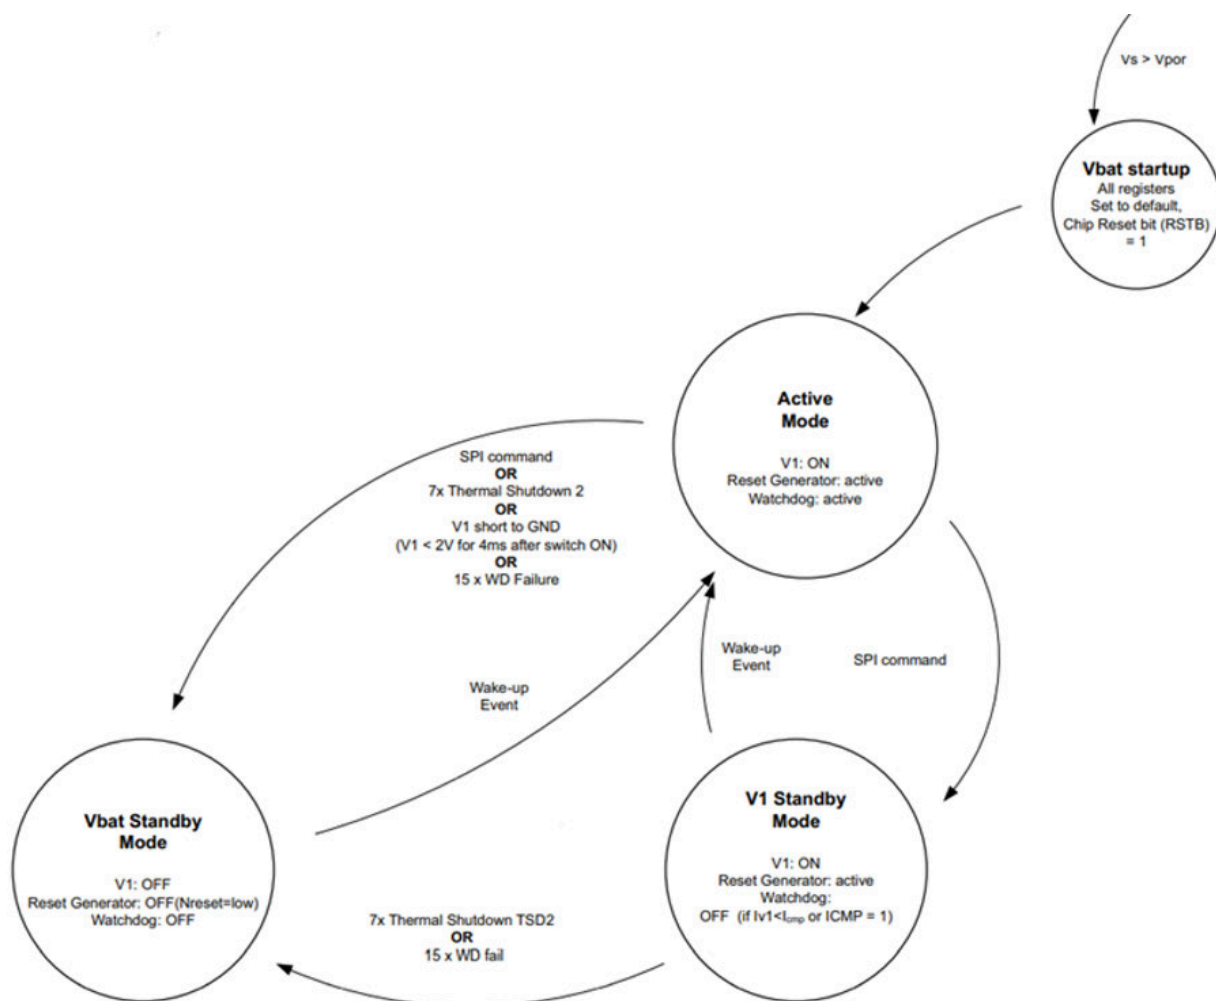 Vs > Vpor
Vbat startup
All registers
Set to default,
Chip Reset bit (RSTB)
= 1
Active
Mode
V1: ON
Reset Generator: active
Watchdog: active
SPI command
OR
7x Thermal Shutdown 2
OR
V1 short to GND
(V1 < 2V for 4ms after switch ON)
OR
15 x WD Failure
Wake-up
Event
Wake-up
Event
SPI command
Vbat Standby
Mode
V1: OFF
Reset Generator: OFF(Nreset=low)
Watchdog: OFF
V1 Standby
Mode
V1: ON
Reset Generator: active
Watchdog:
OFF (if Iv1<Icmp or ICMP = 1)
7x Thermal Shutdown TSD2
OR
15 x WD fail